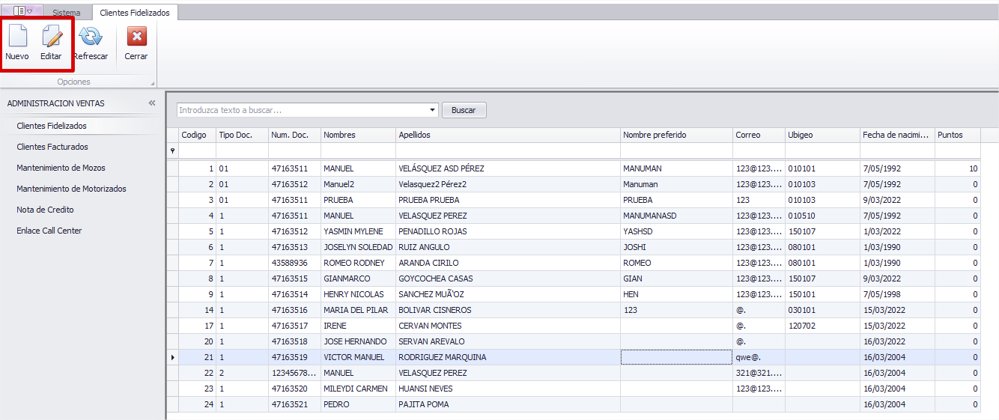 Sistema Clientes Fidelizados
Nuevo Editar Refrescar Cerrar
Opciones
ADMINISTRACION VENTAS
Clientes Fidelizados
Clientes Facturados
Mantenimiento de Mozos
Mantenimiento de Motorizados
Nota de Credito
Enlace Call Center
Introduzca texto a buscar... Buscar
Codigo Tipo Doc. Num. Doc. Nombres Apellidos Nombre preferido Correo Ubigeo Fecha de nacimi... Puntos
1 01 47163511 MANUEL VELÁSQUEZ ASD PÉREZ MANUMAN 123@123.... 010101 7/05/1992 10
2 01 47163512 Manuel2 Velasquez2 Pérez2 Manuman 123@123.... 010103 7/05/1992 0
3 01 47163511 PRUEBA PRUEBA PRUEBA PRUEBA 123 010103 9/03/2022 0
4 1 47163511 MANUEL VELASQUEZ PEREZ MANUMANASD 123@123.... 010510 7/05/1992 0
5 1 47163512 YASMIN MYLENE PENADILLO ROJAS YASHSD 123@123.... 150107 1/03/2022 0
6 1 47163513 JOSELYN SOLEDAD RUIZ ANGULO JOSHI 123@123.... 080101 1/03/1990 0
7 1 43588936 ROMEO RODNEY ARANDA CIRILO ROMEO 123@123.... 080101 1/03/1990 0
8 1 47163515 GIANMARCO GOYCOCHEA CASAS GIAN 123@123.... 150107 9/03/2022 0
9 1 47163514 HENRY NICOLAS SANCHEZ MUÃ‘OZ HEN 123@123.... 150101 7/05/1998 0
14 1 47163516 MARIA DEL PILAR BOLIVAR CISNEROS 123 @. 030101 15/03/2022 0
17 1 47163517 IRENE CERVAN MONTES @. 120702 15/03/2022 0
20 1 47163518 JOSE HERNANDO SERVAN AREVALO @. 16/03/2022 0
21 1 47163519 VICTOR MANUEL RODRIGUEZ MARQUINA qwe@. 16/03/2004 0
22 2 12345678... MANUEL VELASQUEZ PEREZ 321@321.... 16/03/2004 0
23 1 47163520 MILEYDI CARMEN HUANSI NEVES 123@123.... 16/03/2004 0
24 1 47163521 PEDRO PAJITA POMA 16/03/2004 0